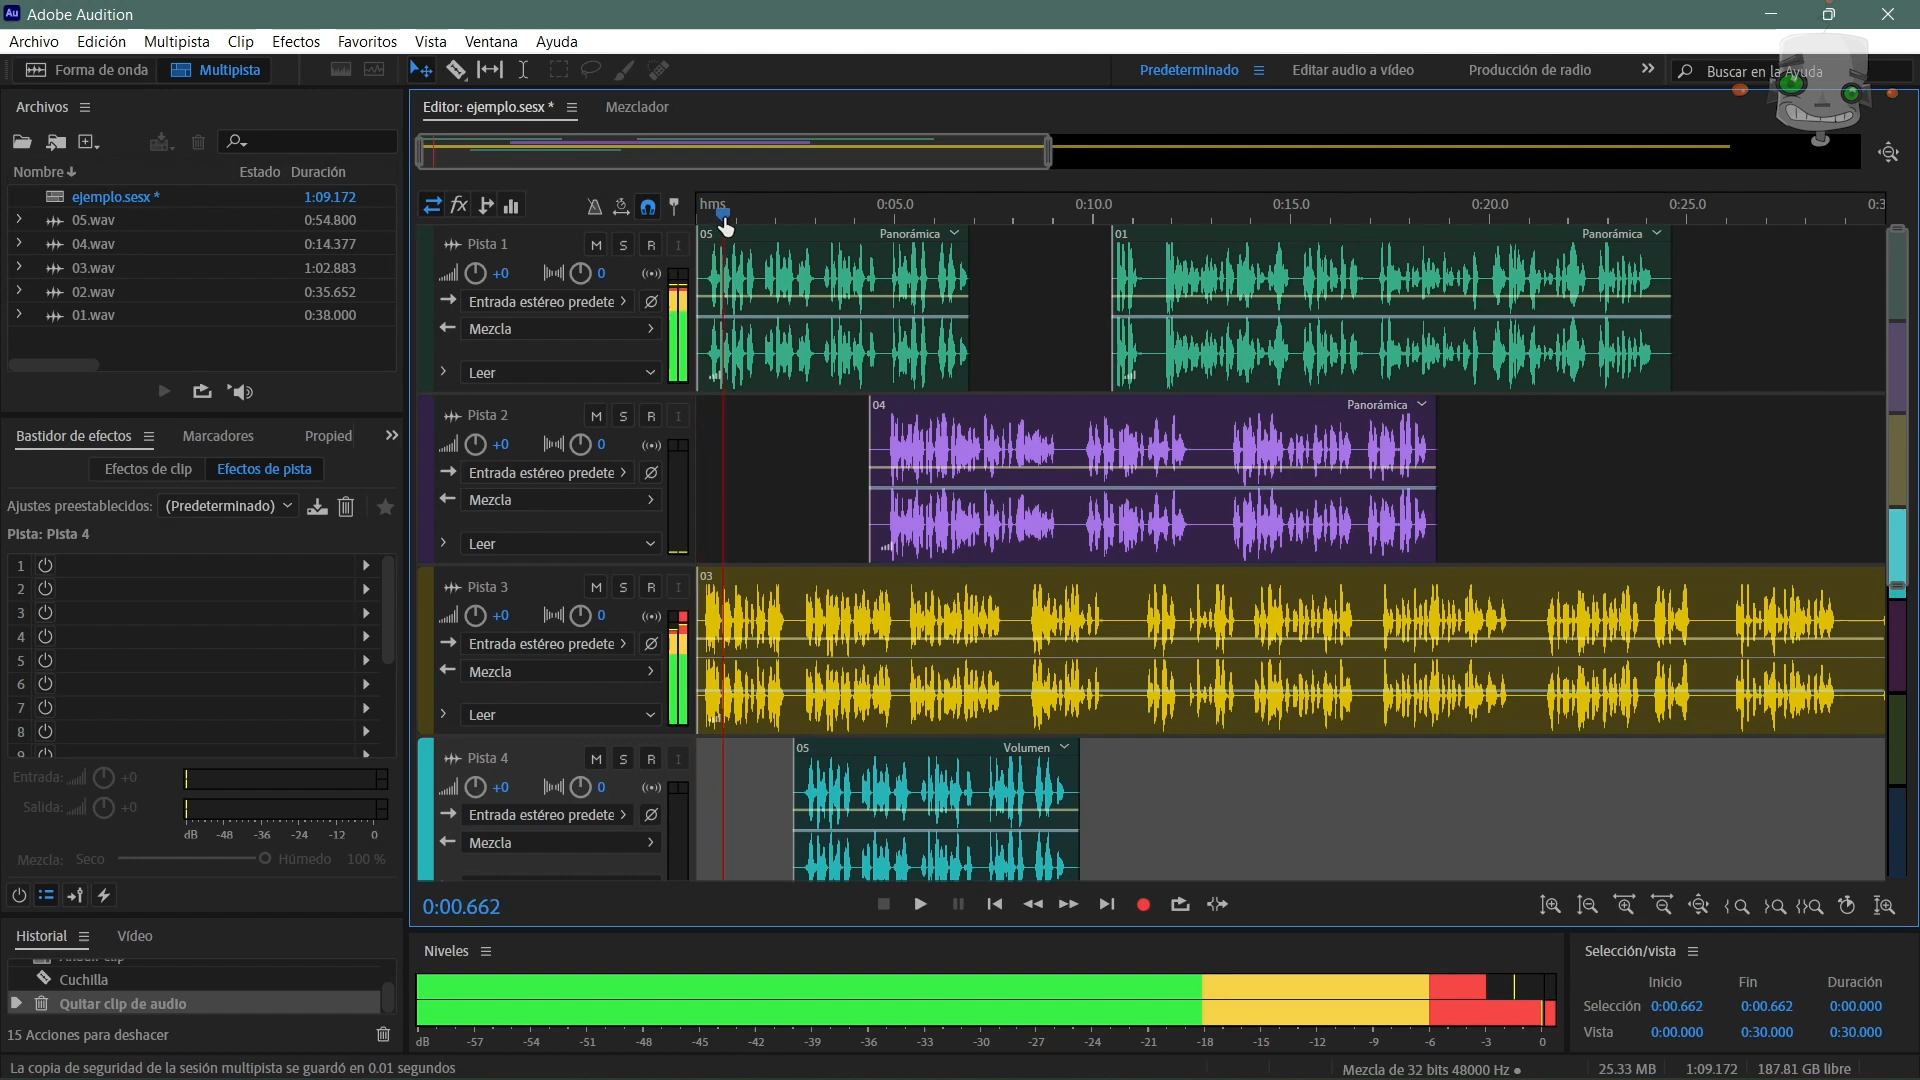 Au Adobe Audition
Archivo Edición Multipista Clip Efectos Favoritos Vista Ventana Ayuda
Forma de onda Multipista Predeterminado Editar audio a vídeo Producción de radio Buscar en la Ayuda
Archivos
Nombre Estado Duración
ejemplo.sesx * 1:09.172
05.wav 0:54.800
04.wav 0:14.377
03.wav 1:02.883
02.wav 0:35.652
01.wav 0:38.000
Bastidor de efectos Marcadores Propied
Efectos de clip Efectos de pista
Ajustes preestablecidos: (Predeterminado)
Pista: Pista 4
1
2
3
4
5
6
7
8
9
Entrada: +0
Salida: +0
dB -48 -36 -24 -12 0
Mezcla: Seco Húmedo 100 %
Historial Vídeo
Añadir clip
Cuchilla
Quitar clip de audio
15 Acciones para deshacer
Editor: ejemplo.sesx * Mezclador
fx
hms 0:05.0 0:10.0 0:15.0 0:20.0 0:25.0 0:3
Pista 1 M S R I
+0 0
Entrada estéreo predete
Mezcla
Leer
05 Panorámica
01 Panorámica
Pista 2 M S R I
+0 0
Entrada estéreo predete
Mezcla
Leer
04 Panorámica
Pista 3 M S R I
+0 0
Entrada estéreo predete
Mezcla
Leer
03
Pista 4 M S R I
+0 0
Entrada estéreo predete
Mezcla
05 Volumen
0:00.662
Niveles
dB -57 -54 -51 -48 -45 -42 -39 -36 -33 -30 -27 -24 -21 -18 -15 -12 -9 -6 -3 0
Selección/vista
Inicio Fin Duración
Selección 0:00.662 0:00.662 0:00.000
Vista 0:00.000 0:30.000 0:30.000
La copia de seguridad de la sesión multipista se guardó en 0.01 segundos
Mezcla de 32 bits 48000 Hz ● 25.33 MB 1:09.172 187.81 GB libre